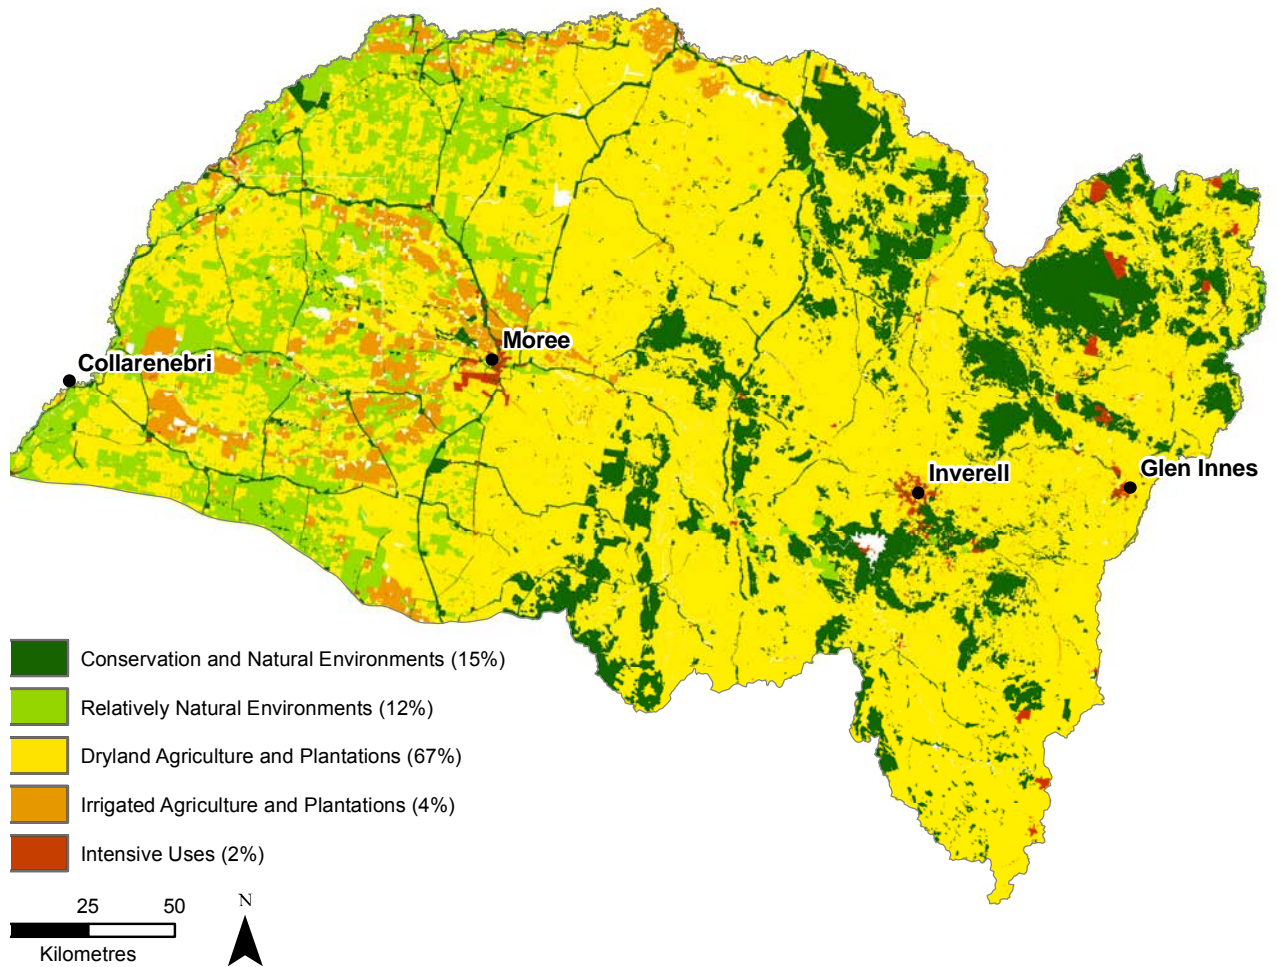 Moree
Collarenebri
Inverell
Glen Innes
Conservation and Natural Environments (15%)
Relatively Natural Environments (12%)
Dryland Agriculture and Plantations (67%)
Irrigated Agriculture and Plantations (4%)
Intensive Uses (2%)
25 50
Kilometres
N